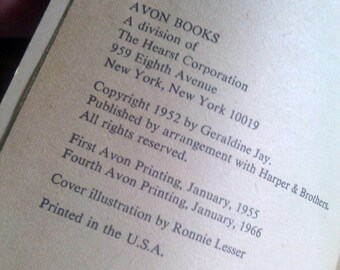 AVON BOOKS
A division of
The Hearst Corporation
959 Eighth Avenue
New York, New York 10019
Copyright 1952 by Geraldine Jay.
Published by arrangement with Harper & Brothers.
All rights reserved.
First Avon Printing, January, 1955
Fourth Avon Printing, January, 1966
Cover illustration by Ronnie Lesser
Printed in the U.S.A.